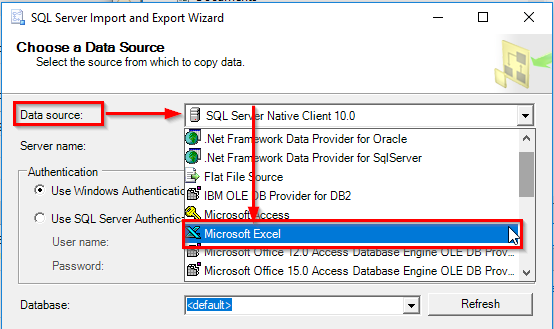 SQL Server Import and Export Wizard
Choose a Data Source
Select the source from which to copy data.
Data source:
SQL Server Native Client 10.0
.Net Framework Data Provider for Oracle
Server name:
.Net Framework Data Provider for SqlServer
Flat File Source
Authentication
Use Windows Authentication
IBM OLE DB Provider for DB2
Microsoft Access
Use SQL Server Authentica
Microsoft Excel
User name:
Microsoft Office 12.0 Access Database Engine OLE DB Prov...
Password:
Microsoft Office 15.0 Access Database Engine OLE DB Prov...
Database:
<default>
Refresh